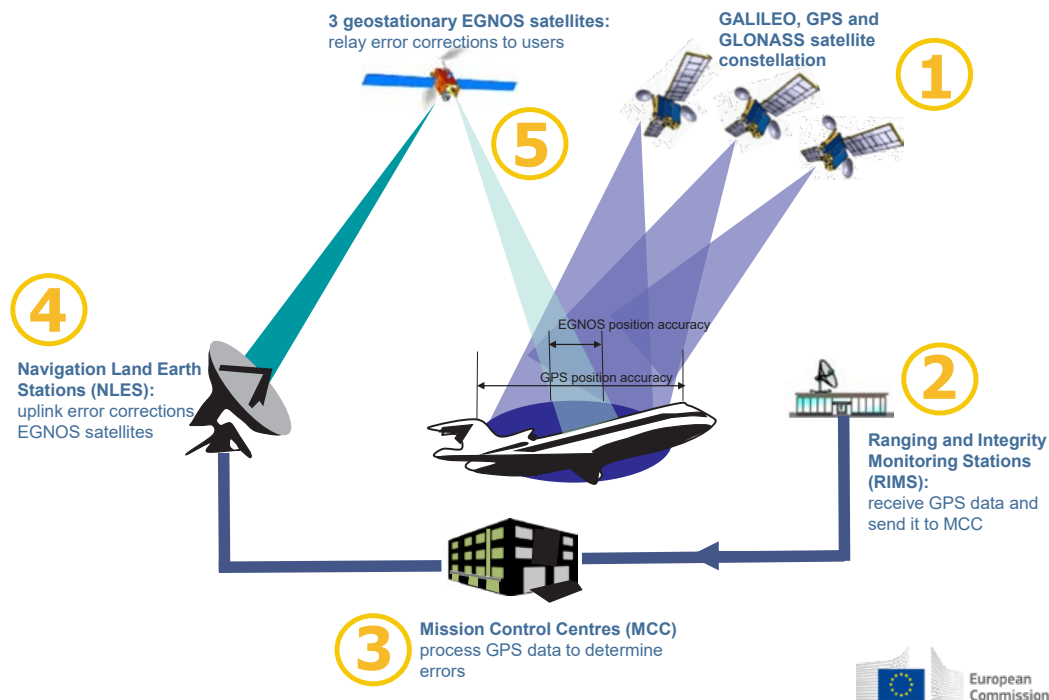 3 geostationary EGNOS satellites:
relay error corrections to users
GALILEO, GPS and
GLONASS satellite
constellation
1
5
4
Navigation Land Earth
Stations (NLES):
uplink error corrections
EGNOS satellites
EGNOS position accuracy
GPS position accuracy
2
Ranging and Integrity
Monitoring Stations
(RIMS):
receive GPS data and
send it to MCC
3
Mission Control Centres (MCC)
process GPS data to determine
errors
European
Commission